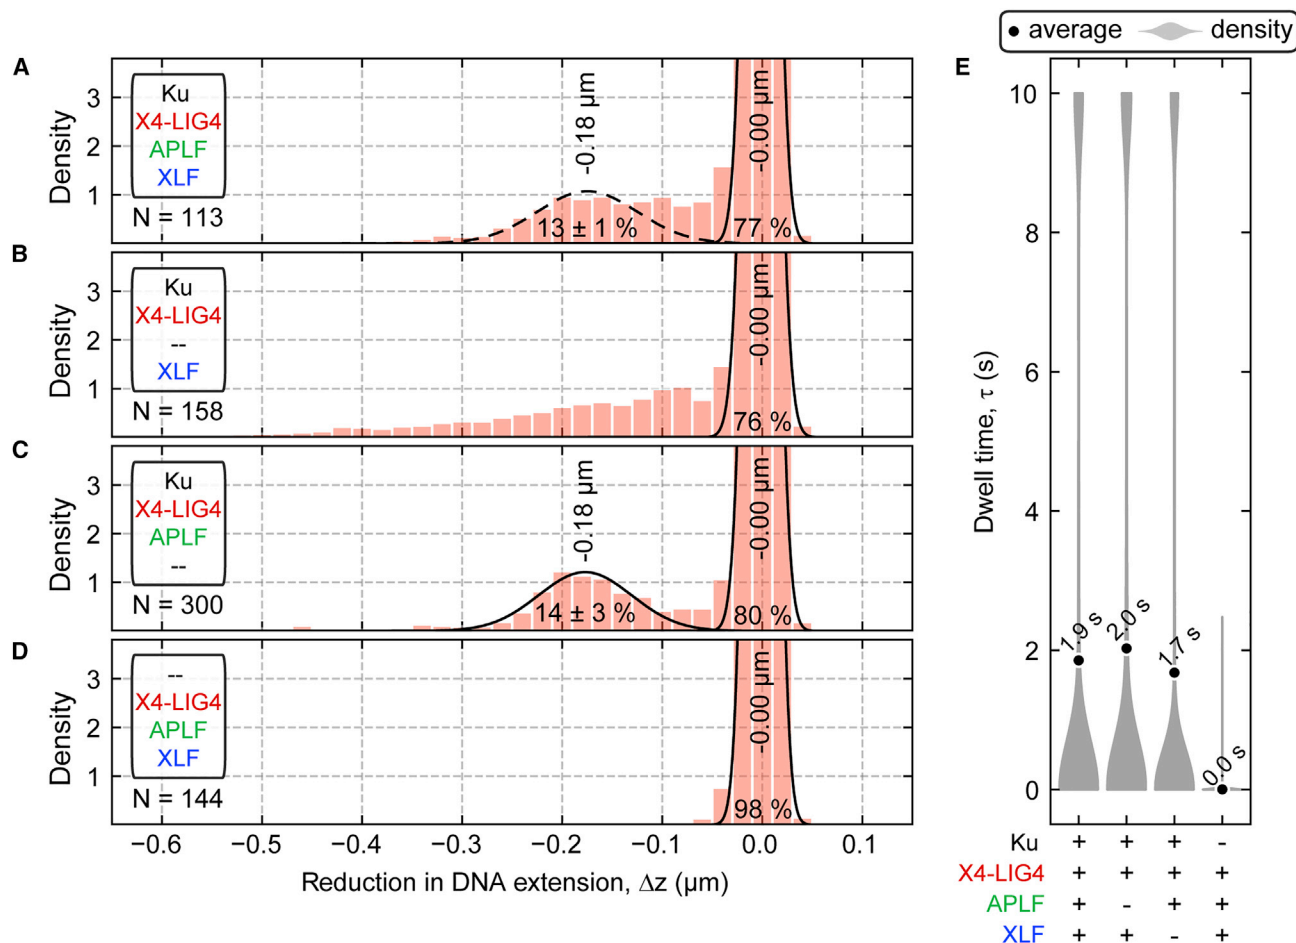 average density
A
Ku
X4-LIG4
APLF
XLF
N = 113
Density
3
2
1
-0.18 µm
13 ± 1 %
-0.00 µm
77 %
B
Ku
X4-LIG4
--
XLF
N = 158
Density
3
2
1
-0.00 µm
76 %
C
Ku
X4-LIG4
APLF
--
N = 300
Density
3
2
1
-0.18 µm
14 ± 3 %
-0.00 µm
80 %
D
--
X4-LIG4
APLF
XLF
N = 144
Density
3
2
1
-0.00 µm
98 %
−0.6 −0.5 −0.4 −0.3 −0.2 −0.1 0.0 0.1
Reduction in DNA extension, Δz (µm)
E
Dwell time, τ (s)
10
8
6
4
2
0
1.9 s 2.0 s 1.7 s 0.0 s
Ku + + + -
X4-LIG4 + + + +
APLF + - + +
XLF + + - +